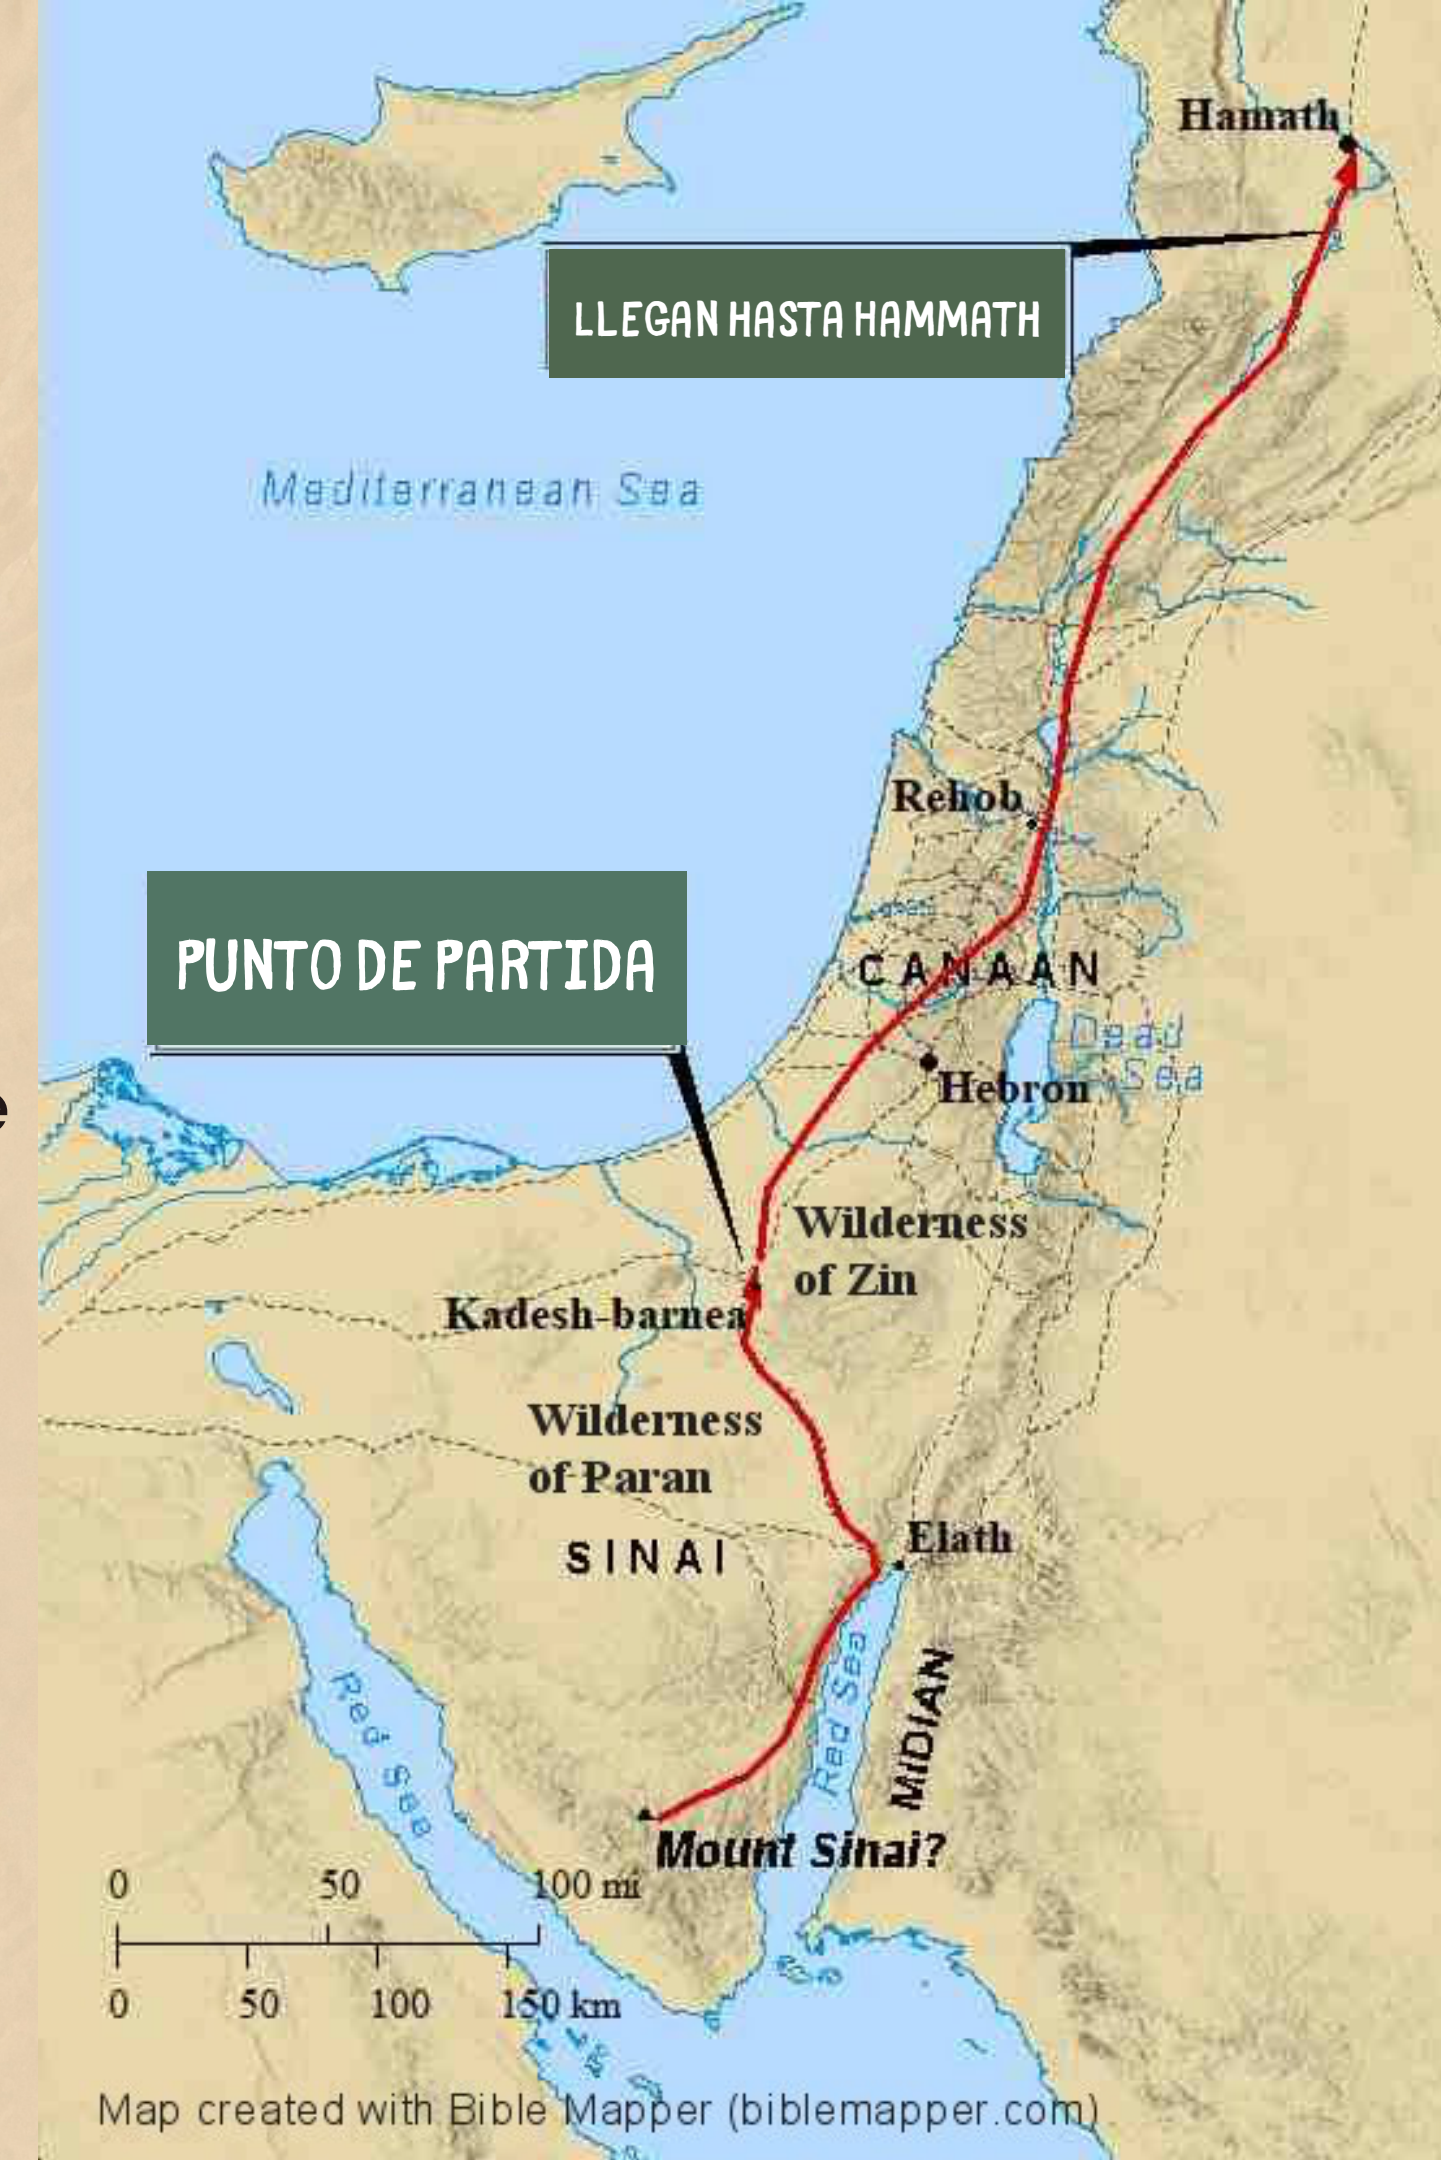 Hamath
LLEGAN HASTA HAMMATH
Mediterranean Sea
Rehob
PUNTO DE PARTIDA
CANAAN
Dead
Sea
Hebron
e
Wilderness
of Zin
Kadesh-barnea
Wilderness
of Paran
SINAI
Elath
Red Sea
Red Sea
MIDIAN
Mount Sinai?
0 50 100 mi
0 50 100 150 km
Map created with Bible Mapper (biblemapper.com)